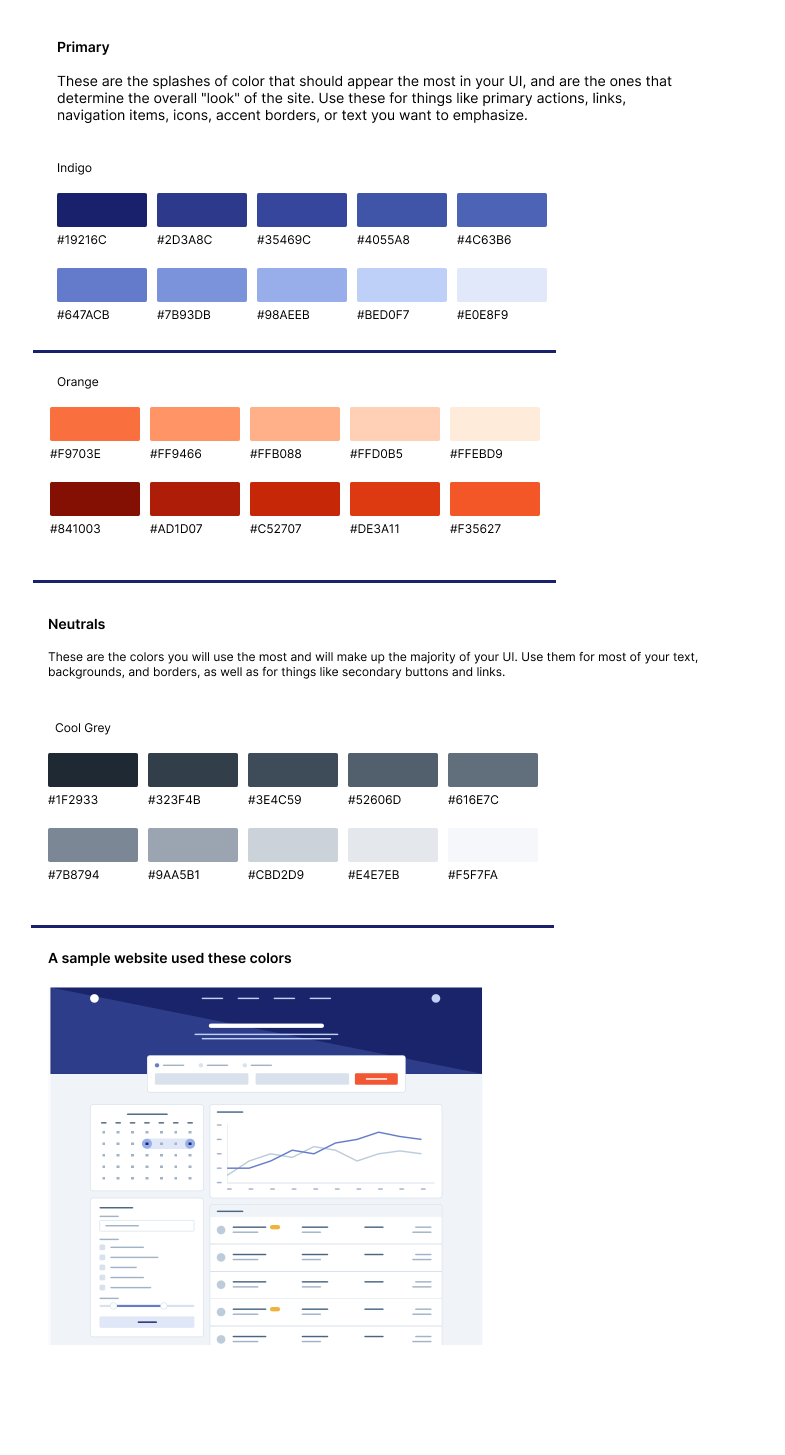 Primary
These are the splashes of color that should appear the most in your UI, and are the ones that
determine the overall "look" of the site. Use these for things like primary actions, links,
navigation items, icons, accent borders, or text you want to emphasize.
Indigo
#19216C #2D3A8C #35469C #4055A8 #4C63B6
#647ACB #7B93DB #98AEEB #BED0F7 #E0E8F9
Orange
#F9703E #FF9466 #FFB088 #FFD0B5 #FFEBD9
#841003 #AD1D07 #C52707 #DE3A11 #F35627
Neutrals
These are the colors you will use the most and will make up the majority of your UI. Use them for most of your text,
backgrounds, and borders, as well as for things like secondary buttons and links.
Cool Grey
#1F2933 #323F4B #3E4C59 #52606D #616E7C
#7B8794 #9AA5B1 #CBD2D9 #E4E7EB #F5F7FA
A sample website used these colors